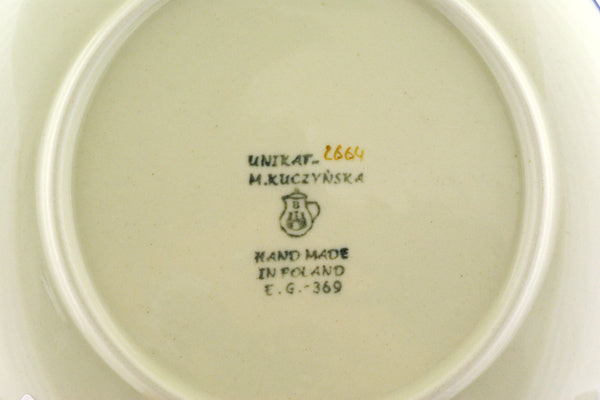 UNIKAT- 2664
M.KUCZYŃSKA
B
HAND MADE
IN POLAND
E.G.-369